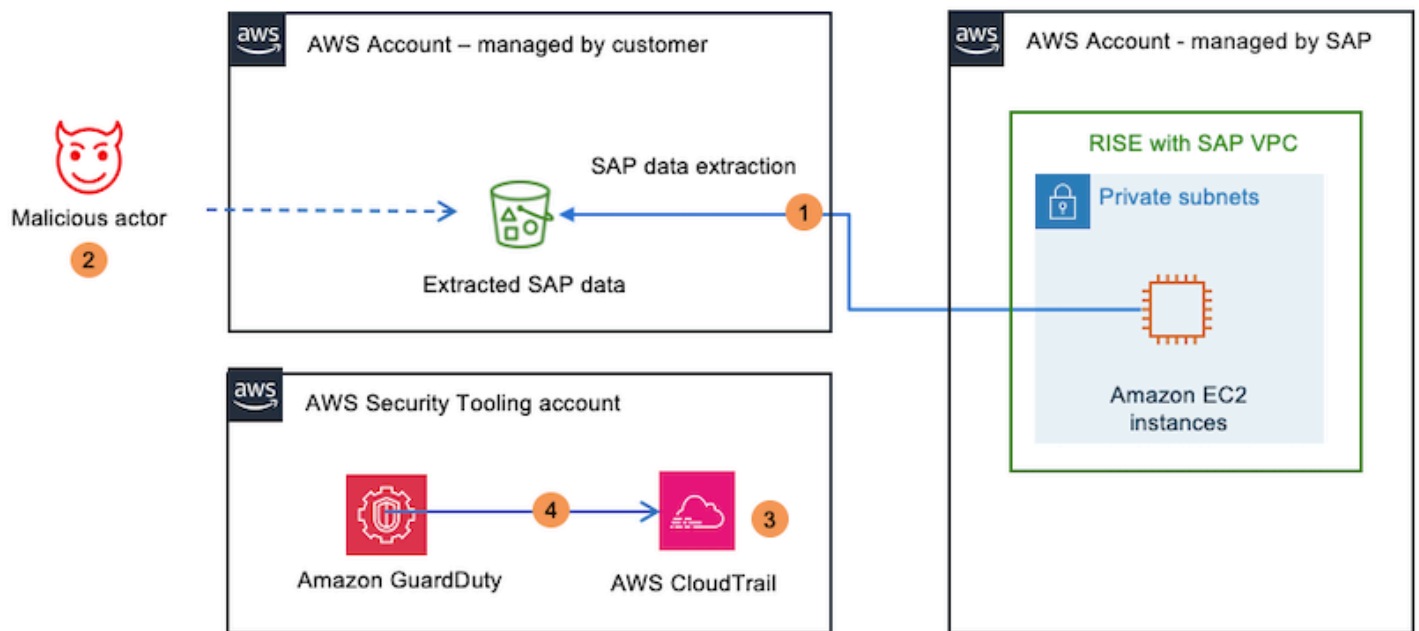 aws
AWS Account – managed by customer
SAP data extraction
1
Extracted SAP data
Malicious actor
2
aws
AWS Security Tooling account
4
3
Amazon GuardDuty
AWS CloudTrail
aws
AWS Account - managed by SAP
RISE with SAP VPC
Private subnets
Amazon EC2
instances